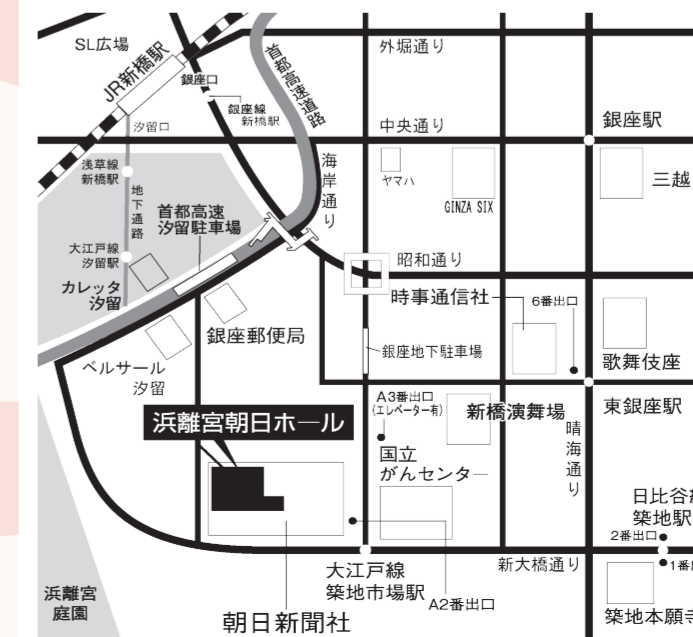 SL広場
JR新橋駅
銀座口
首都高速道路
外堀通り
銀座線
新橋駅
汐留口
中央通り
銀座駅
浅草線
新橋駅
地下通路
海岸通り
ヤマハ
GINZA SIX
三越
首都高速
汐留駐車場
大江戸線
汐留駅
カレッタ
汐留
昭和通り
時事通信社
6番出口
銀座郵便局
銀座地下駐車場
歌舞伎座
ベルサール
汐留
A3番出口
(エレベーター有)
新橋演舞場
東銀座駅
浜離宮朝日ホール
晴海通り
国立
がんセンター
日比谷
築地駅
2番出口
大江戸線
築地市場駅
新大橋通り
1番
浜離宮
庭園
A2番出口
朝日新聞社
築地本願寺